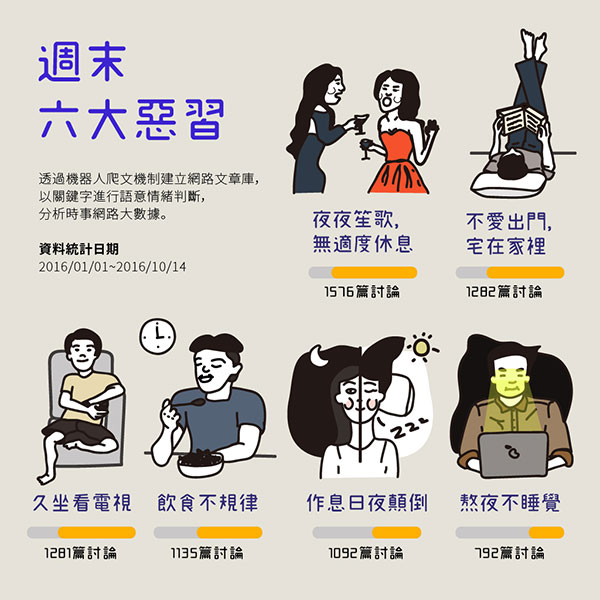 週末
六大惡習
透過機器人爬文機制建立網路文章庫，
以關鍵字進行語意情緒判斷，
分析時事網路大數據。
資料統計日期
2016/01/01~2016/10/14
夜夜笙歌，
無適度休息
1576篇討論
不愛出門，
宅在家裡
1282篇討論
久坐看電視
1281篇討論
飲食不規律
1135篇討論
ZZZ
作息日夜顛倒
1092篇討論
熬夜不睡覺
792篇討論